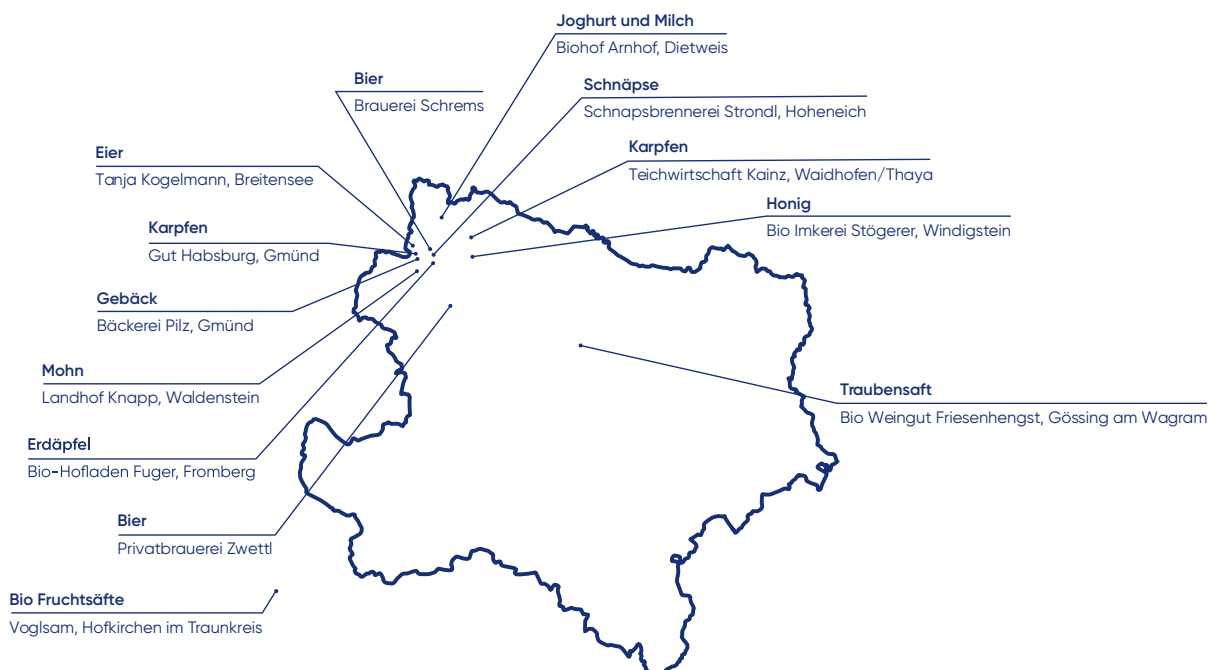 Joghurt und Milch
Biohof Arnhof, Dietweis
Bier
Brauerei Schrems
Schnäpse
Schnapsbrennerei Strondl, Hoheneich
Eier
Tanja Kogelmann, Breitensee
Karpfen
Teichwirtschaft Kainz, Waidhofen/Thaya
Honig
Bio Imkerei Stögerer, Windigstein
Karpfen
Gut Habsburg, Gmünd
Gebäck
Bäckerei Pilz, Gmünd
Mohn
Landhof Knapp, Waldenstein
Traubensaft
Bio Weingut Friesenhengst, Gössing am Wagram
Erdäpfel
Bio-Hofladen Fuger, Fromberg
Bier
Privatbrauerei Zwettl
Bio Fruchtsäfte
Voglsam, Hofkirchen im Traunkreis